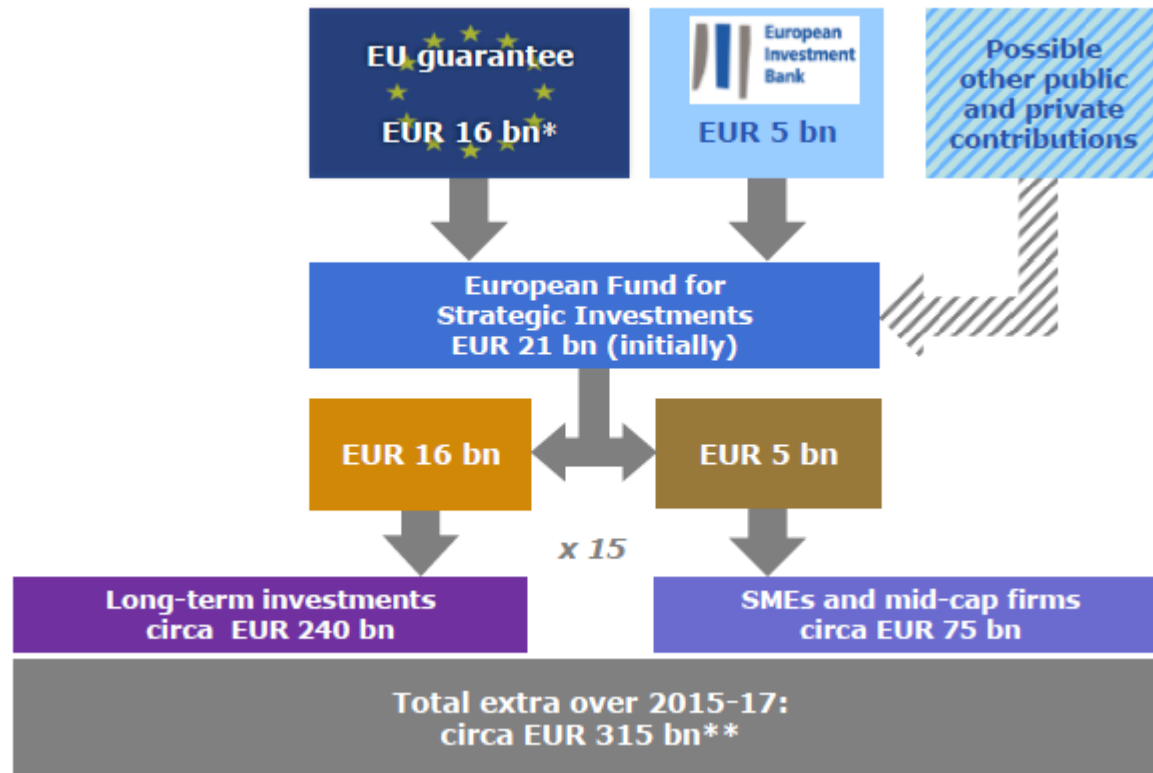 EU guarantee
EUR 16 bn*
European
Investment
Bank
EUR 5 bn
Possible
other public
and private
contributions
European Fund for
Strategic Investments
EUR 21 bn (initially)
EUR 16 bn
EUR 5 bn
x 15
Long-term investments
circa EUR 240 bn
SMEs and mid-cap firms
circa EUR 75 bn
Total extra over 2015-17:
circa EUR 315 bn**